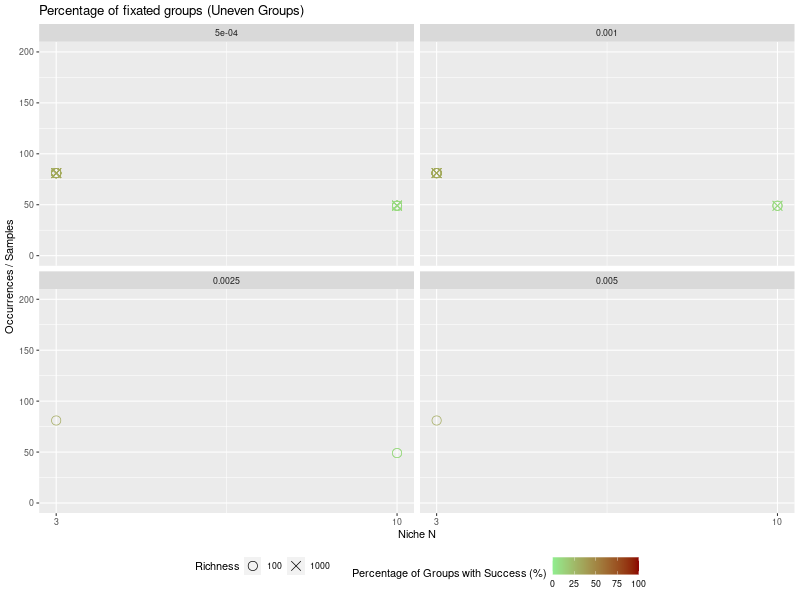 Percentage of fixated groups (Uneven Groups)
5e-04
0.001
200
150
100
50
0
0.0025
0.005
200
150
100
50
0
3
10
3
10
Occurrences / Samples
Niche N
Richness 100 1000
Percentage of Groups with Success (%)
0 25 50 75 100